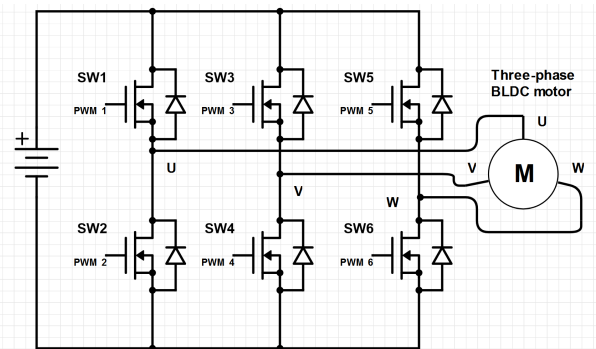 SW1
SW3
SW5
Three-phase
BLDC motor
PWM 1
PWM 3
PWM 5
U
+
U
V
M
W
V
W
SW2
SW4
SW6
PWM 2
PWM 4
PWM 6